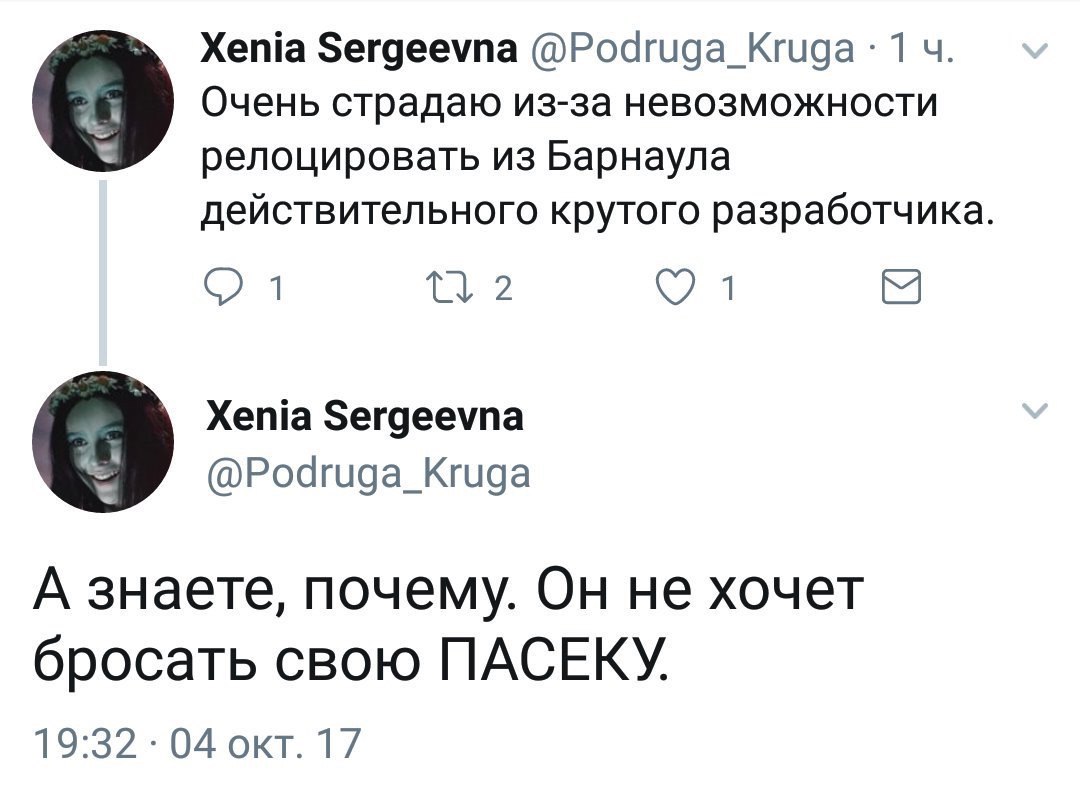 Xenia Sergeevna @Podruga_Kruga · 1 ч.
Очень страдаю из-за невозможности
релоцировать из Барнаула
действительного крутого разработчика.
1 2 1
Xenia Sergeevna
@Podruga_Kruga
А знаете, почему. Он не хочет
бросать свою ПАСЕКУ.
19:32 · 04 окт. 17